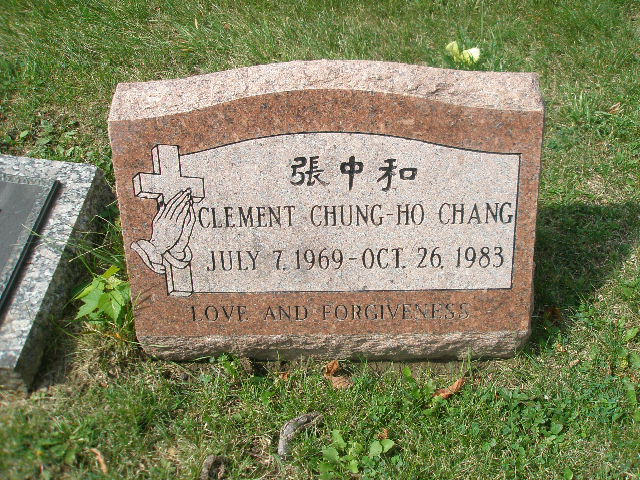 張中和
CLEMENT CHUNG-HO CHANG
JULY 7, 1969 - OCT. 26, 1983
LOVE AND FORGIVENESS